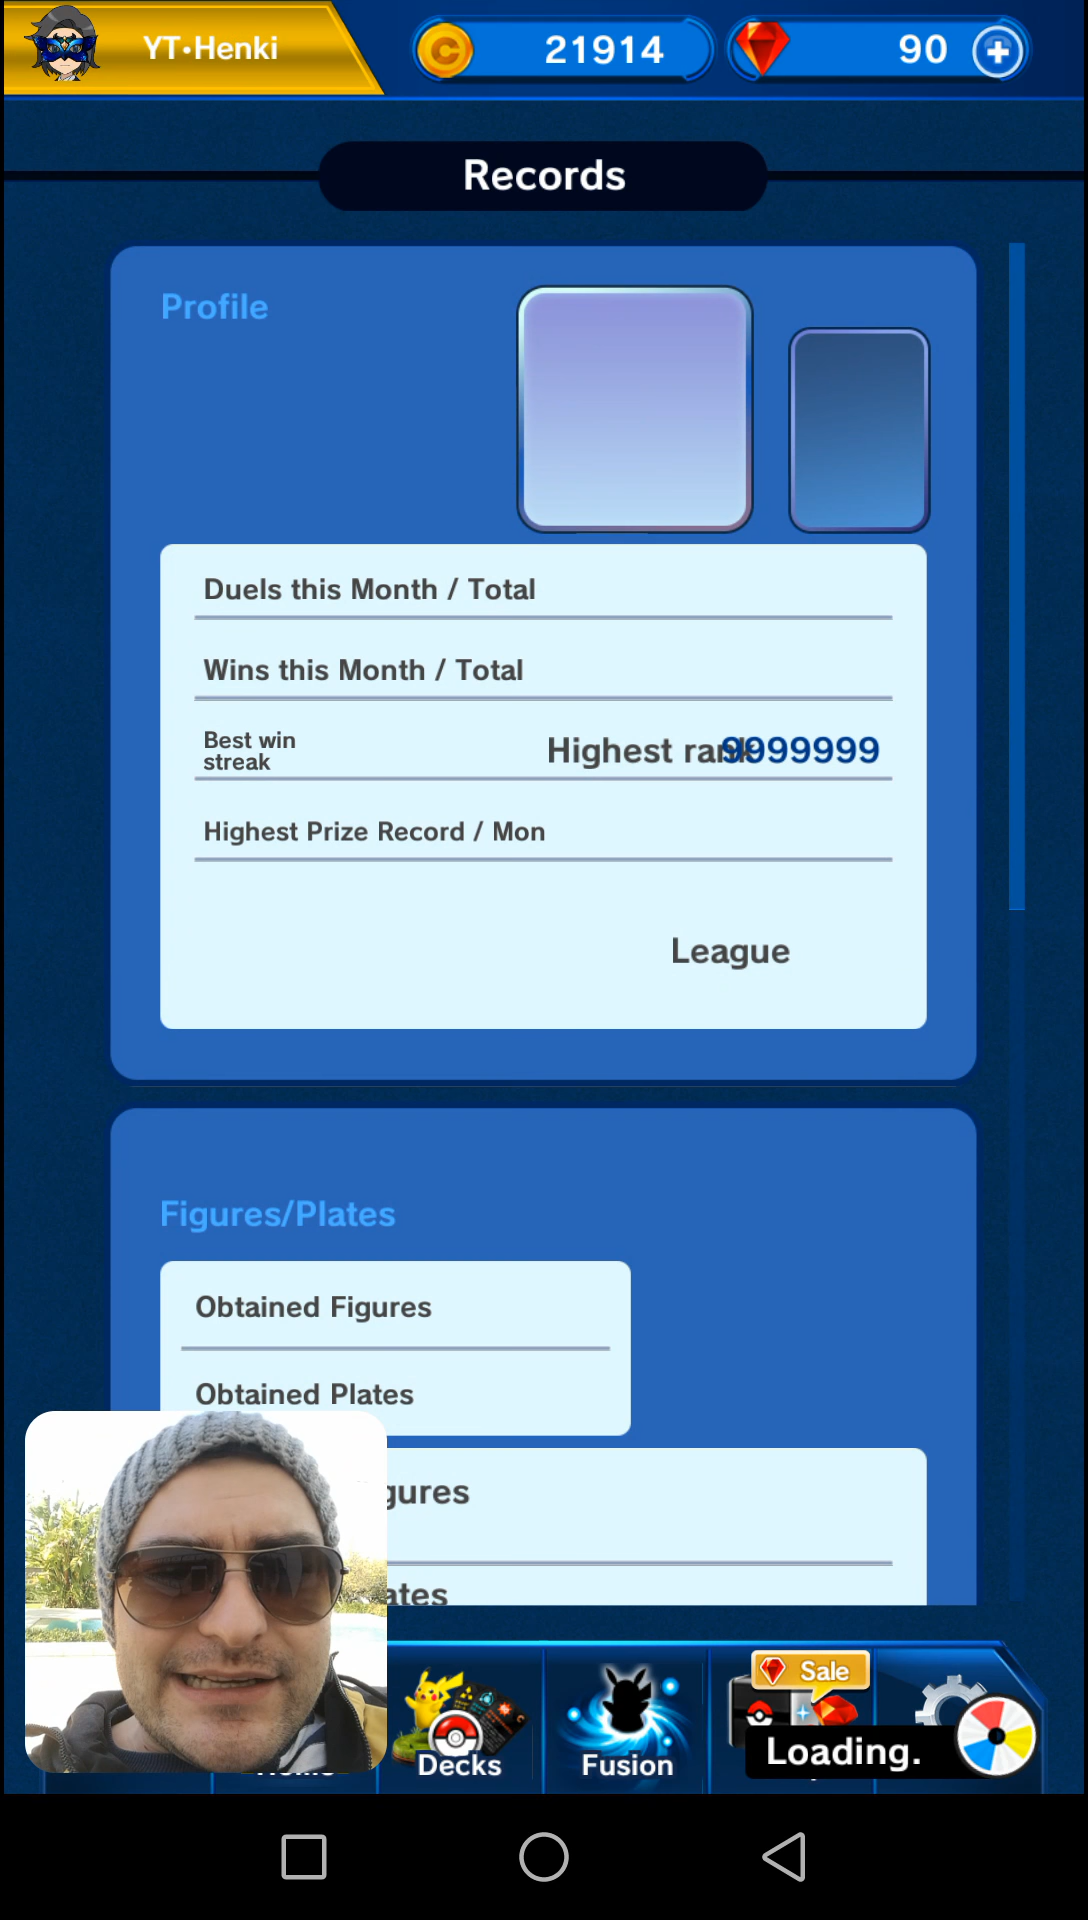 YT•Henki
21914
90
Records
Profile
Duels this Month / Total
Wins this Month / Total
Best win
streak
Highest rank
9999999
Highest Prize Record / Mon
League
Figures/Plates
Obtained Figures
Obtained Plates
gures
ates
Sale
Decks
Fusion
Loading.